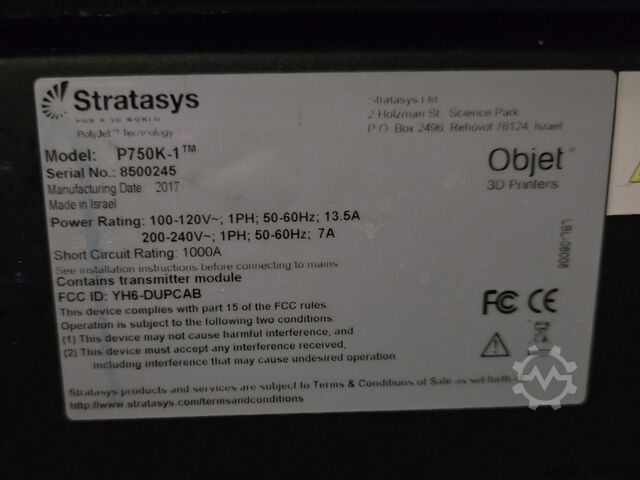 Stratasys
FOR A 3D WORLD
PolyJet™ Technology
Stratasys Ltd
2 Holzman St., Science Park
P.O. Box 2496, Rehovot 76124, Israel
Model: P750K-1™
Serial No.: 8500245
Manufacturing Date 2017
Made in Israel
Objet
3D Printers
Power Rating: 100-120V~; 1PH; 50-60Hz; 13.5A
200-240V~; 1PH; 50-60Hz; 7A
Short Circuit Rating: 1000A
See installation instructions before connecting to mains
Contains transmitter module
FCC ID: YH6-DUPCAB
This device complies with part 15 of the FCC rules.
Operation is subject to the following two conditions:
(1) This device may not cause harmful interference, and
(2) This device must accept any interference received,
including interference that may cause undesired operation
FC CE
Stratasys products and services are subject to Terms & Conditions of Sale as set forth
http://www.stratasys.com/termsandconditions